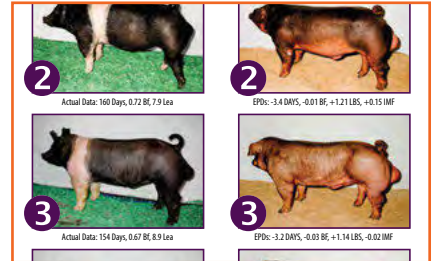 2
2
Actual Data: 160 Days, 0.72 Bf, 7.9 Lea
EPDs: -3.4 DAYS, -0.01 BF, +1.21 LBS, +0.15 IMF
3
3
Actual Data: 154 Days, 0.67 Bf, 8.9 Lea
EPDs: -3.2 DAYS, -0.03 BF, +1.14 LBS, -0.02 IMF